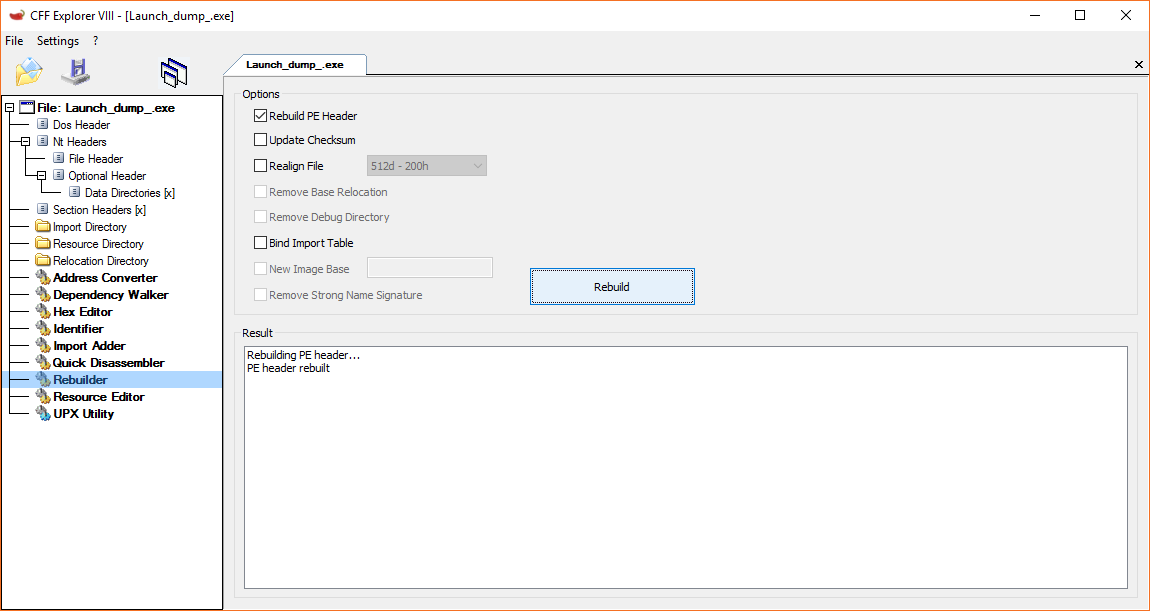 CFF Explorer VIII - [Launch_dump_.exe]
File Settings ?
Launch_dump_.exe
File: Launch_dump_.exe
Dos Header
Nt Headers
File Header
Optional Header
Data Directories [x]
Section Headers [x]
Import Directory
Resource Directory
Relocation Directory
Address Converter
Dependency Walker
Hex Editor
Identifier
Import Adder
Quick Disassembler
Rebuilder
Resource Editor
UPX Utility
Options
Rebuild PE Header
Update Checksum
Realign File 512d - 200h
Remove Base Relocation
Remove Debug Directory
Bind Import Table
New Image Base
Remove Strong Name Signature
Rebuild
Result
Rebuilding PE header...
PE header rebuilt